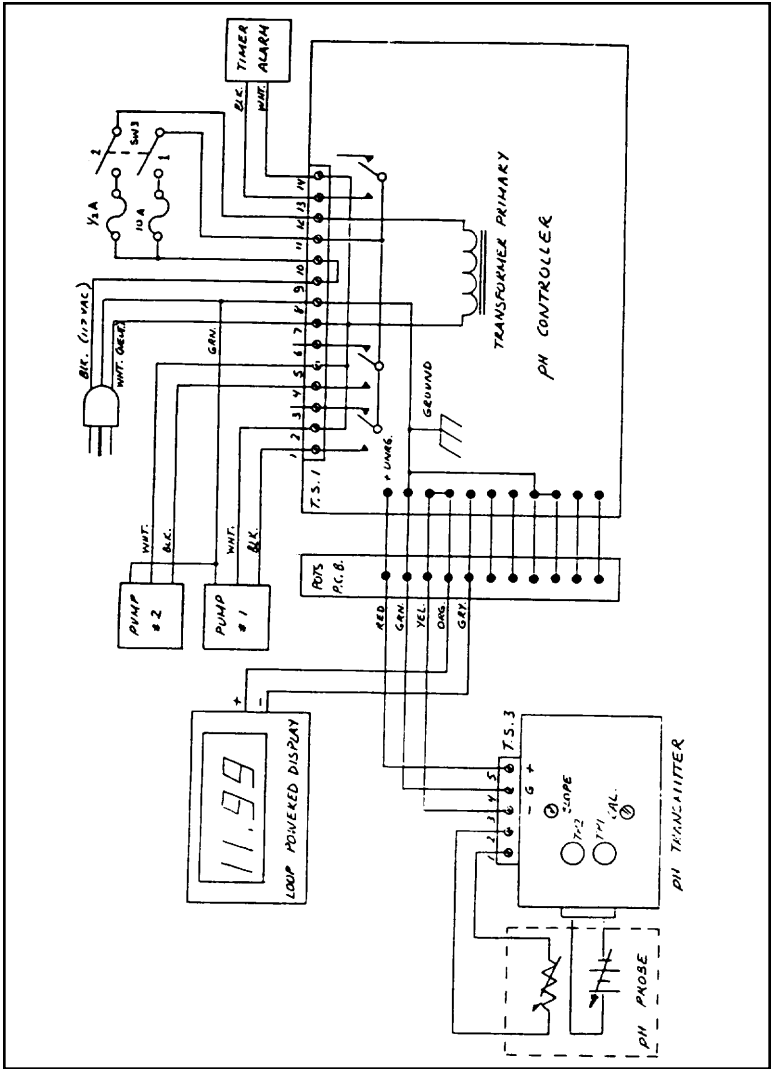 TIMER
ALARM
BLK.
WHT.
SW3
2
1
½ A
10 A
BLK. (117 VAC)
GRN.
14
13
12
11
10
9
8
7
6
5
4
3
2
1
T.S. 1
TRANSFORMER PRIMARY
PH CONTROLLER
GROUND
+ UNRG.
WHT.
BLK.
WHT.
BLK.
PUMP
#2
PUMP
#1
POTS
P.C.B.
RED
GRN.
YEL.
ORG.
GRY.
+
-
11.99
LOOP POWERED DISPLAY
T.S. 3
5
4
3
2
1
+
G
-
SLOPE
TM2
TM1
CAL.
PH TRANSMITTER
PH PROBE